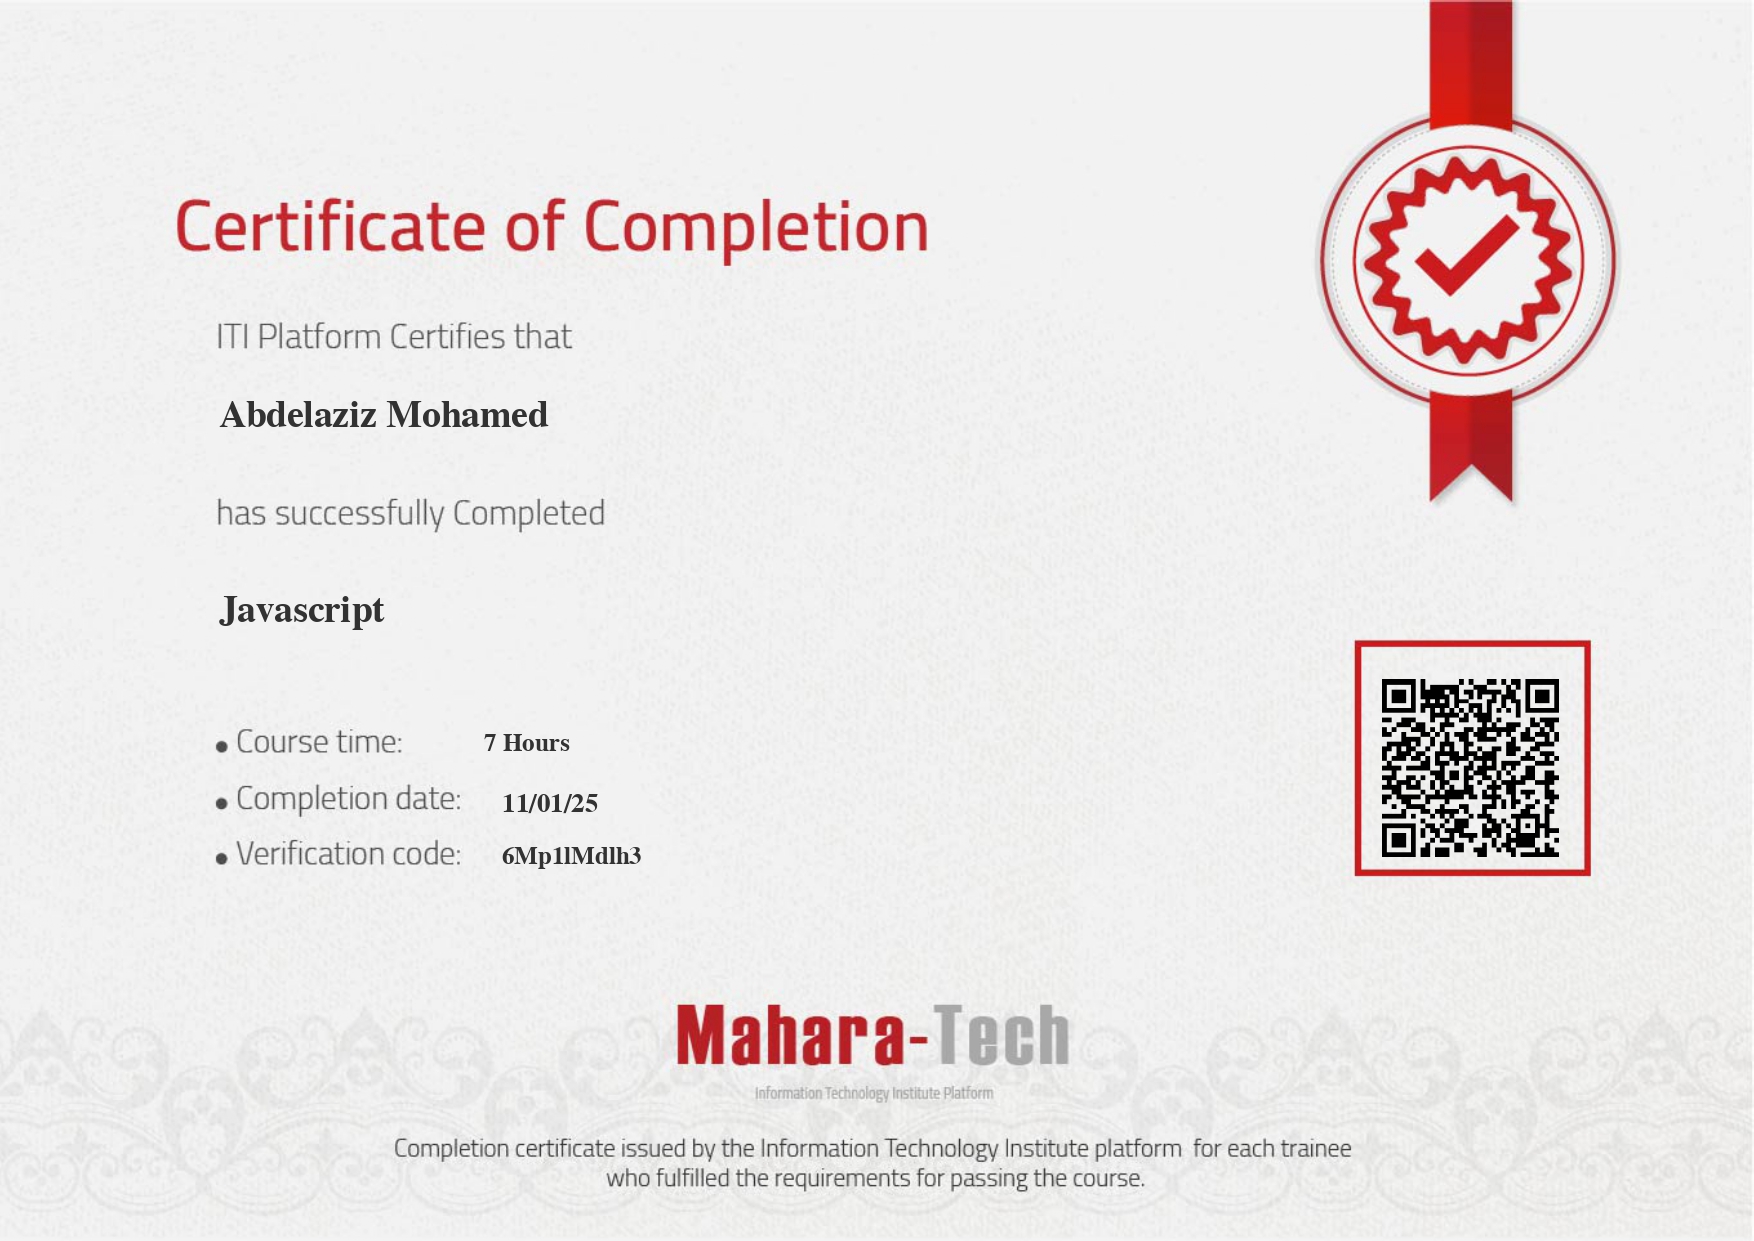 Certificate of Completion
ITI Platform Certifies that
Abdelaziz Mohamed
has successfully Completed
Javascript
• Course time: 7 Hours
• Completion date: 11/01/25
• Verification code: 6Mp1lMdlh3
Mahara-Tech
Information Technology Institute Platform
Completion certificate issued by the Information Technology Institute platform for each trainee
who fulfilled the requirements for passing the course.